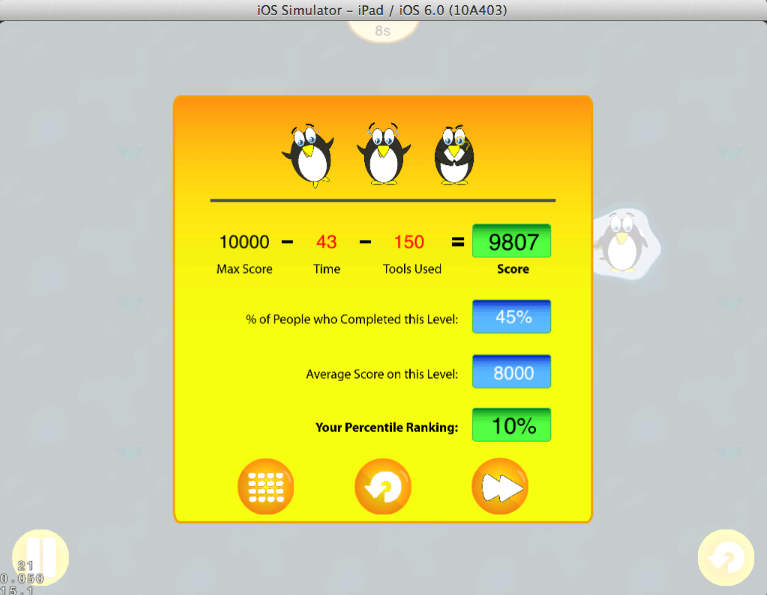 iOS Simulator – iPad / iOS 6.0 (10A403)
8s
10000 – 43 – 150 = 9807
Max Score Time Tools Used Score
% of People who Completed this Level: 45%
Average Score on this Level: 8000
Your Percentile Ranking: 10%
21
0.050
15.1